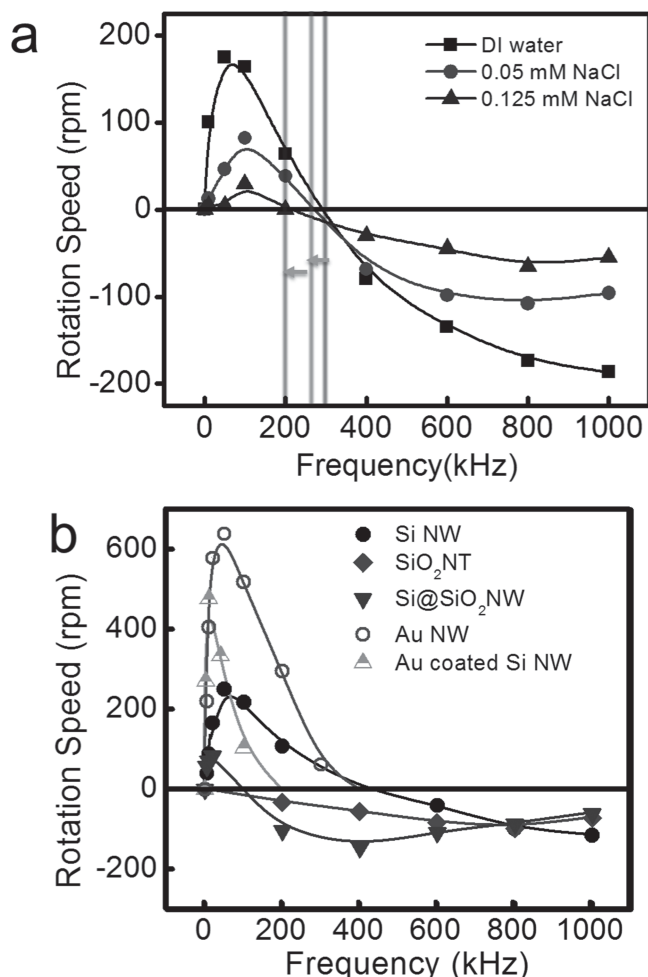 a
200
100
0
-100
-200
Rotation Speed (rpm)
DI water
0.05 mM NaCl
0.125 mM NaCl
0 200 400 600 800 1000
Frequency(kHz)
b
600
400
200
0
-200
Rotation Speed (rpm)
Si NW
SiO₂NT
Si@SiO₂NW
Au NW
Au coated Si NW
0 200 400 600 800 1000
Frequency (kHz)